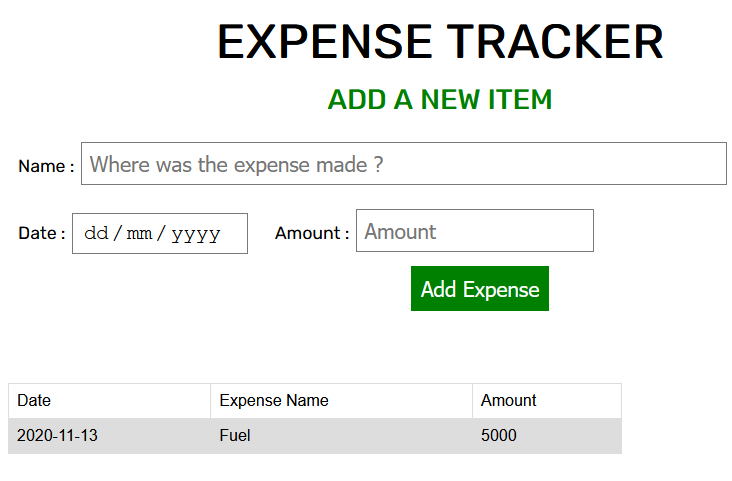 EXPENSE TRACKER
ADD A NEW ITEM
Name : Where was the expense made ?
Date : dd / mm / yyyy Amount : Amount
Add Expense
Date Expense Name Amount
2020-11-13 Fuel 5000